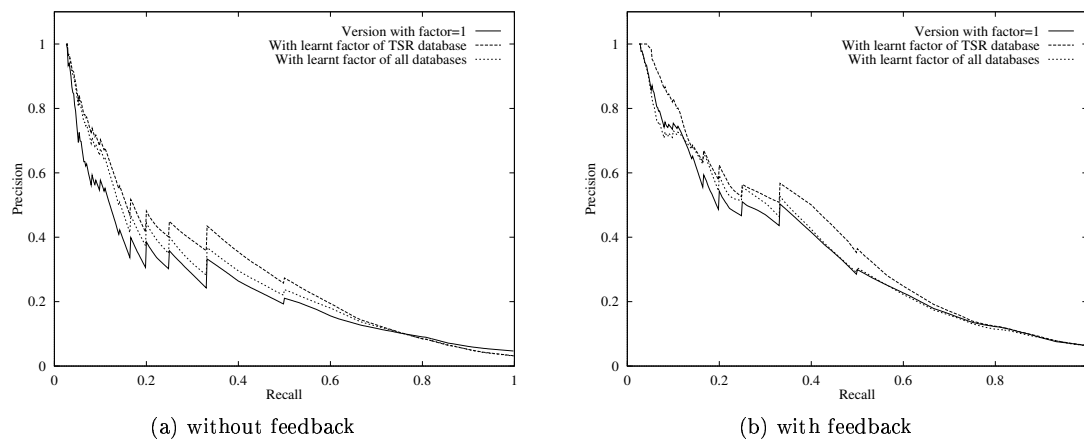 1
0.8
0.6
0.4
0.2
0
0
0.2
0.4
0.6
0.8
1
Precision
Recall
Version with factor=1
With learnt factor of TSR database
With learnt factor of all databases
(a) without feedback
1
0.8
0.6
0.4
0.2
0
0
0.2
0.4
0.6
0.8
Precision
Recall
Version with factor=1
With learnt factor of TSR database
With learnt factor of all databases
(b) with feedback